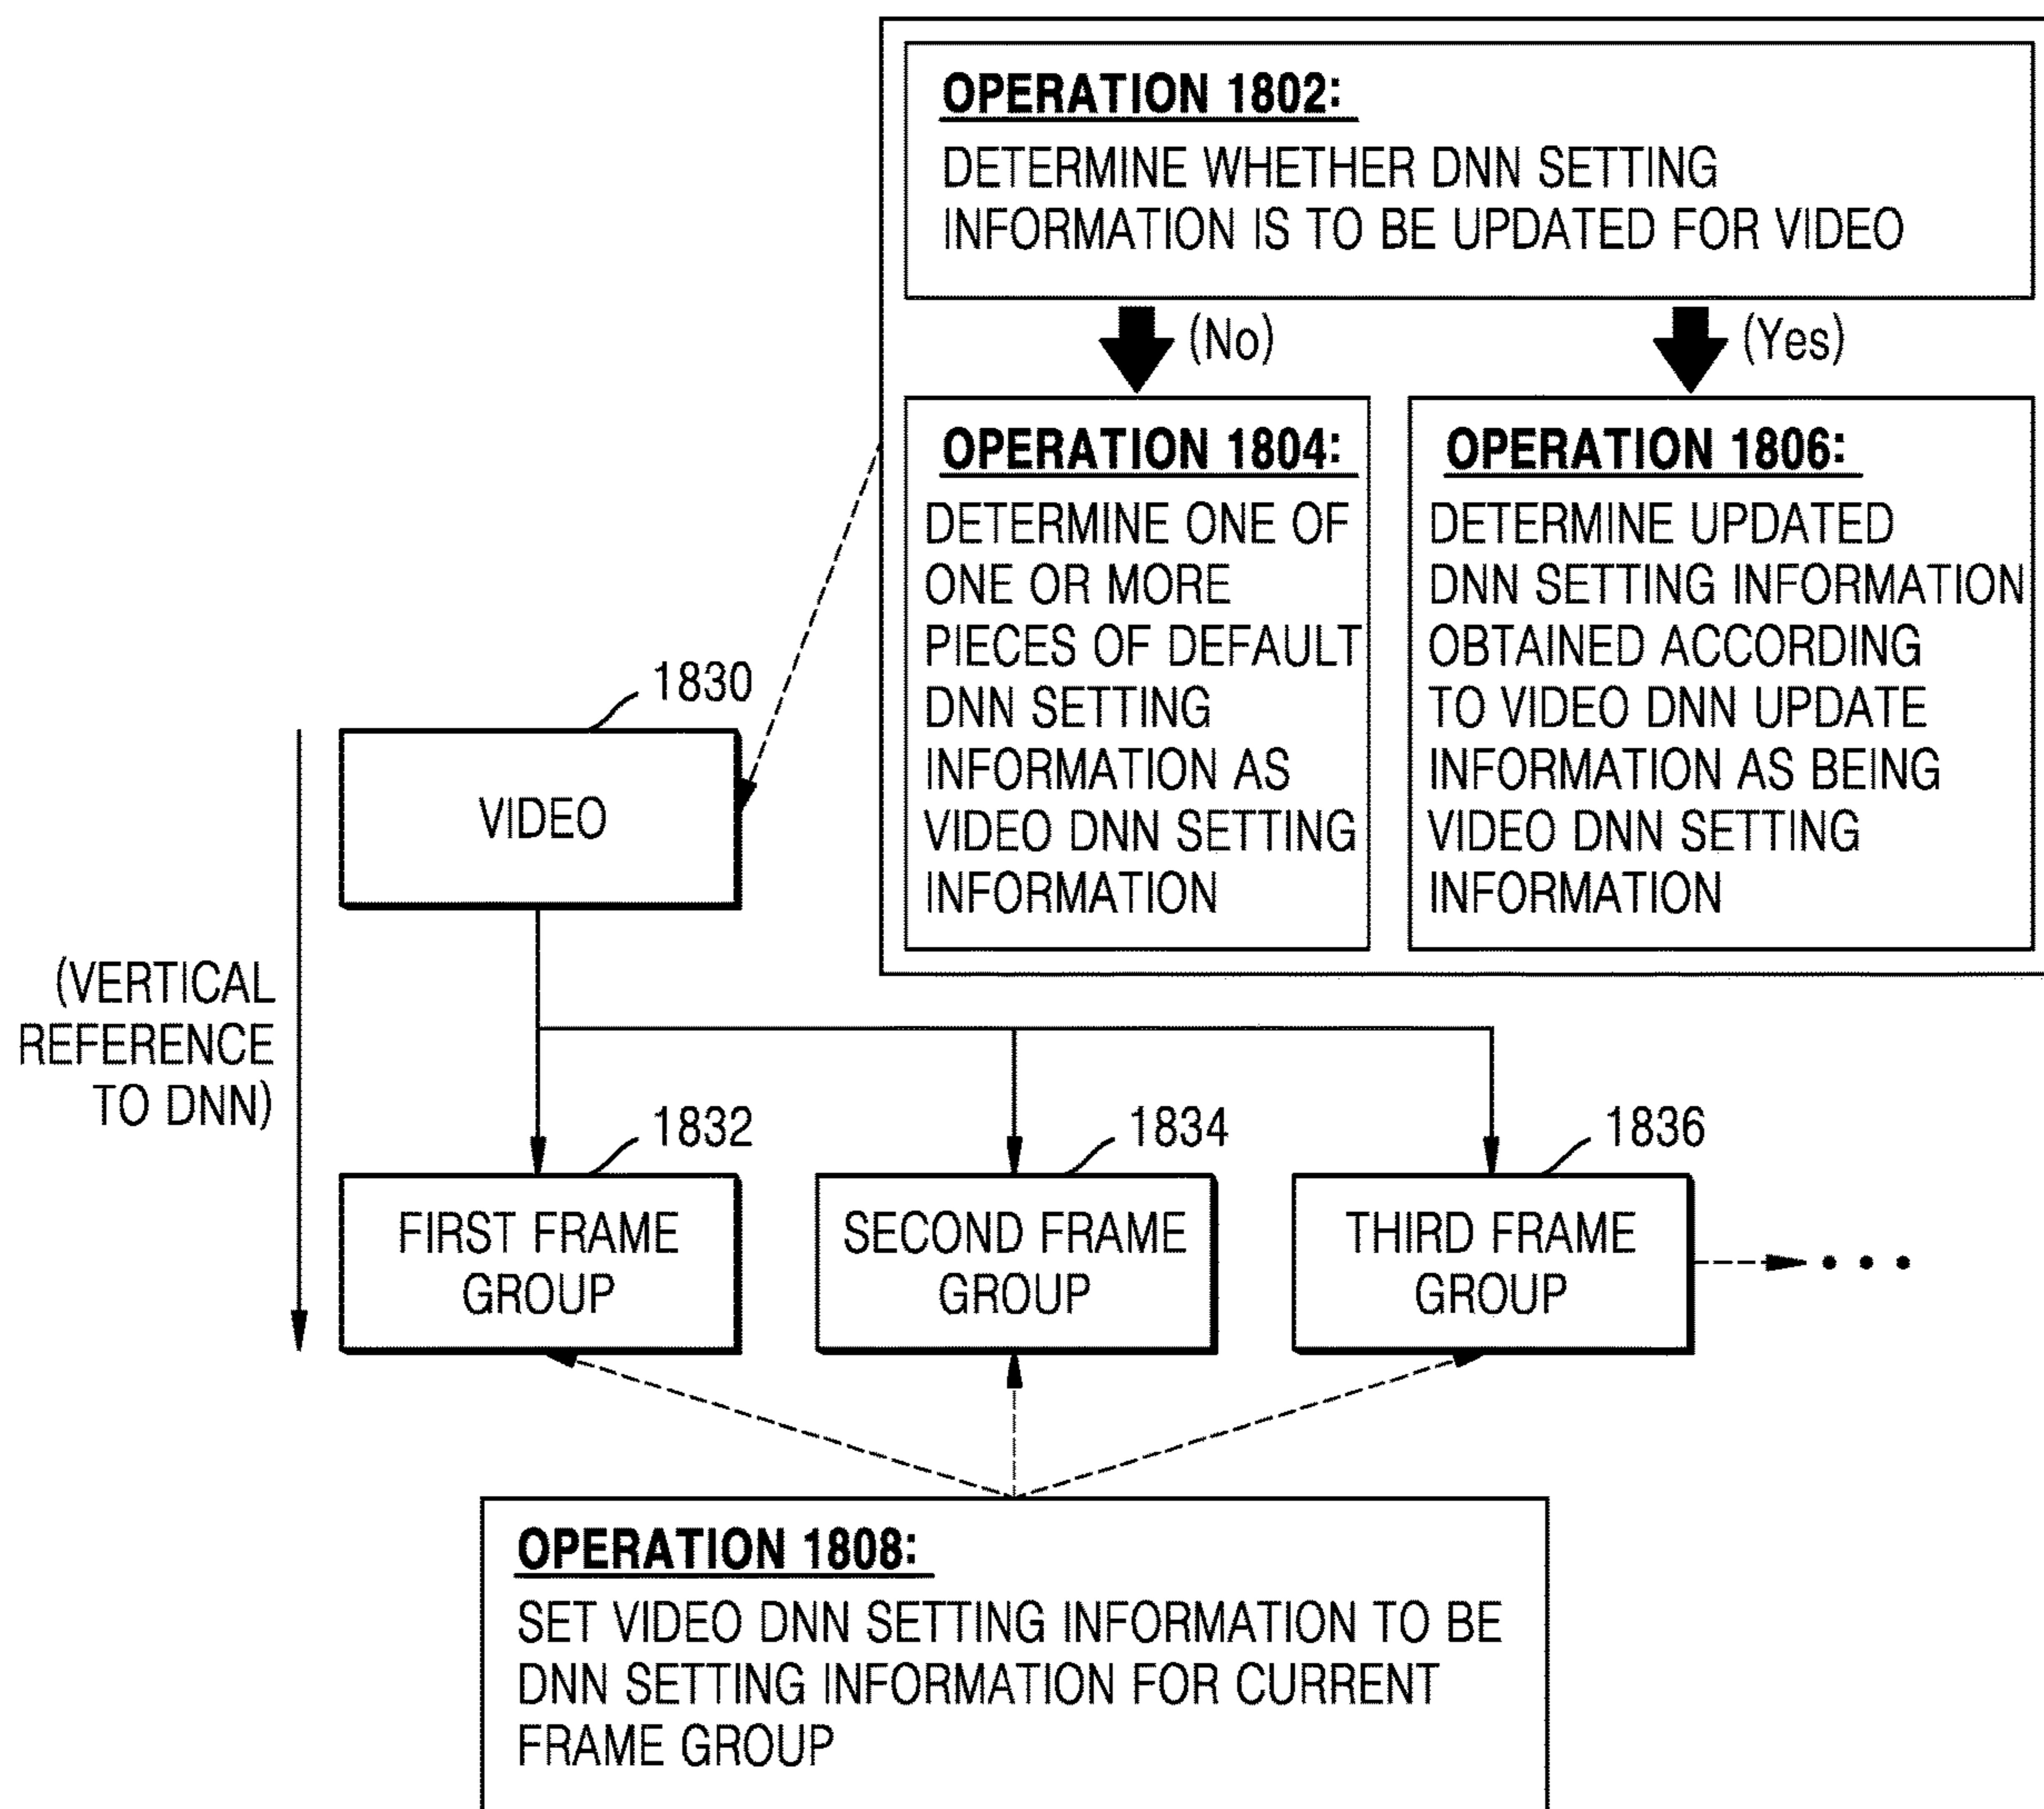 OPERATION 1802:
DETERMINE WHETHER DNN SETTING
INFORMATION IS TO BE UPDATED FOR VIDEO
(No)
(Yes)
OPERATION 1804:
DETERMINE ONE OF
ONE OR MORE
PIECES OF DEFAULT
DNN SETTING
INFORMATION AS
VIDEO DNN SETTING
INFORMATION
OPERATION 1806:
DETERMINE UPDATED
DNN SETTING INFORMATION
OBTAINED ACCORDING
TO VIDEO DNN UPDATE
INFORMATION AS BEING
VIDEO DNN SETTING
INFORMATION
1830
VIDEO
(VERTICAL
REFERENCE
TO DNN)
1832
FIRST FRAME
GROUP
1834
SECOND FRAME
GROUP
1836
THIRD FRAME
GROUP
• • •
OPERATION 1808:
SET VIDEO DNN SETTING INFORMATION TO BE
DNN SETTING INFORMATION FOR CURRENT
FRAME GROUP